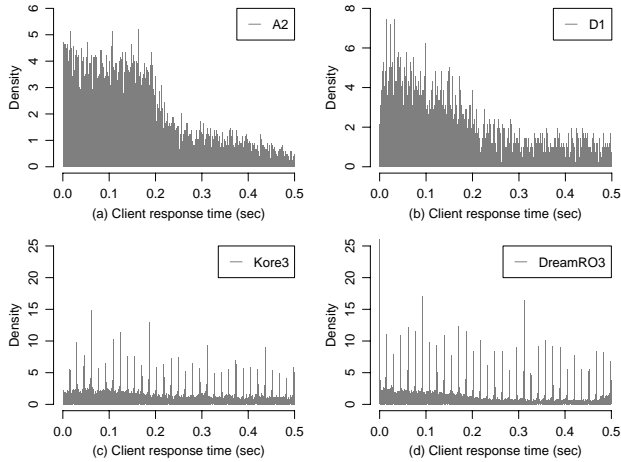 A2
Density
0 1 2 3 4 5 6
0.0 0.1 0.2 0.3 0.4 0.5
(a) Client response time (sec)
D1
Density
0 2 4 6 8
0.0 0.1 0.2 0.3 0.4 0.5
(b) Client response time (sec)
Kore3
Density
0 5 10 15 20 25
0.0 0.1 0.2 0.3 0.4 0.5
(c) Client response time (sec)
DreamRO3
Density
0 5 10 15 20 25
0.0 0.1 0.2 0.3 0.4 0.5
(d) Client response time (sec)